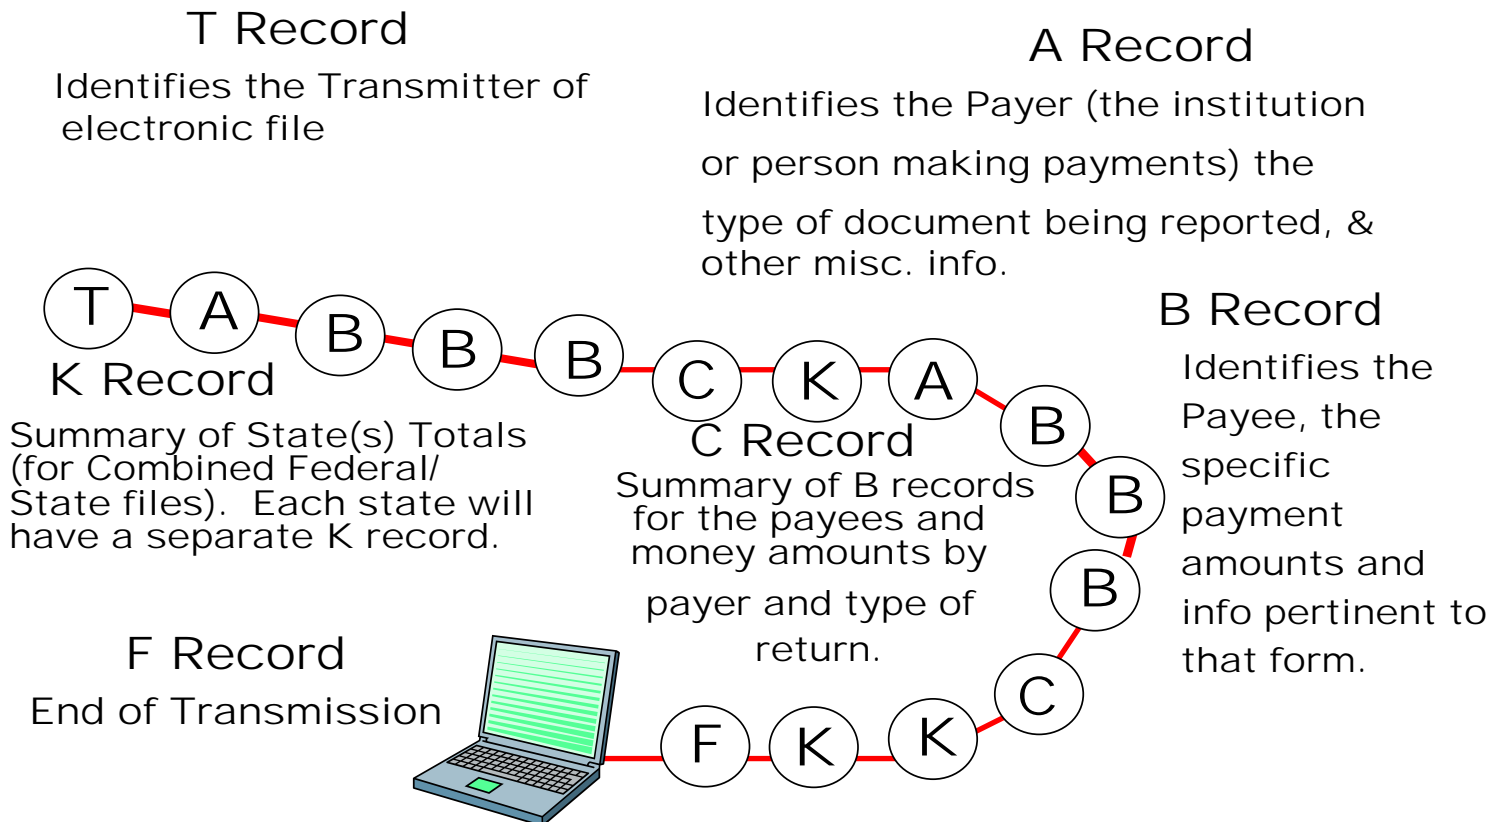 T Record
Identifies the Transmitter of
electronic file
A Record
Identifies the Payer (the institution
or person making payments) the
type of document being reported, &
other misc. info.
T A B B B C K A B B B C K K F
K Record
Summary of State(s) Totals
(for Combined Federal/
State files).  Each state will
have a separate K record.
C Record
Summary of B records
for the payees and
money amounts by
payer and type of
return.
B Record
Identifies the
Payee, the
specific
payment
amounts and
info pertinent to
that form.
F Record
End of Transmission